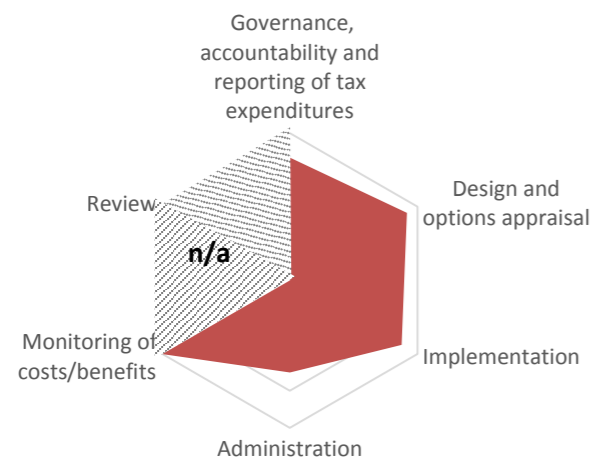 Governance,
accountability and
reporting of tax
expenditures
Design and
options appraisal
Review
n/a
Monitoring of
costs/benefits
Implementation
Administration